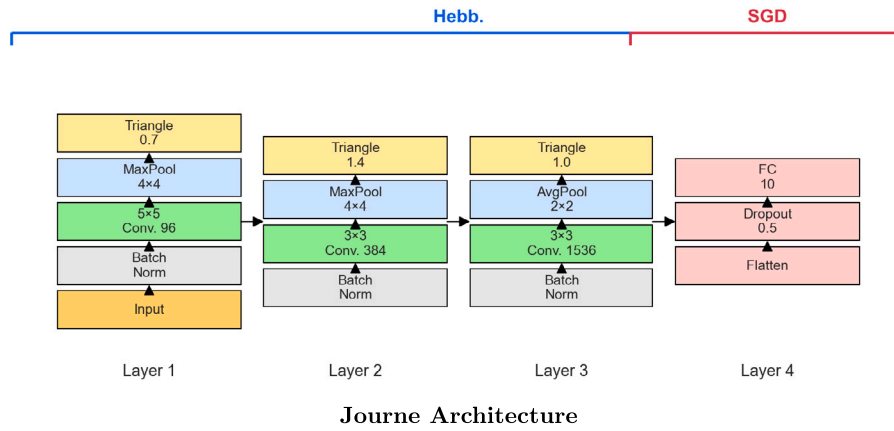 Hebb.
SGD
Triangle
0.7
MaxPool
4×4
5×5
Conv. 96
Batch
Norm
Input
Layer 1
Triangle
1.4
MaxPool
4×4
3×3
Conv. 384
Batch
Norm
Layer 2
Triangle
1.0
AvgPool
2×2
3×3
Conv. 1536
Batch
Norm
Layer 3
FC
10
Dropout
0.5
Flatten
Layer 4
Journe Architecture